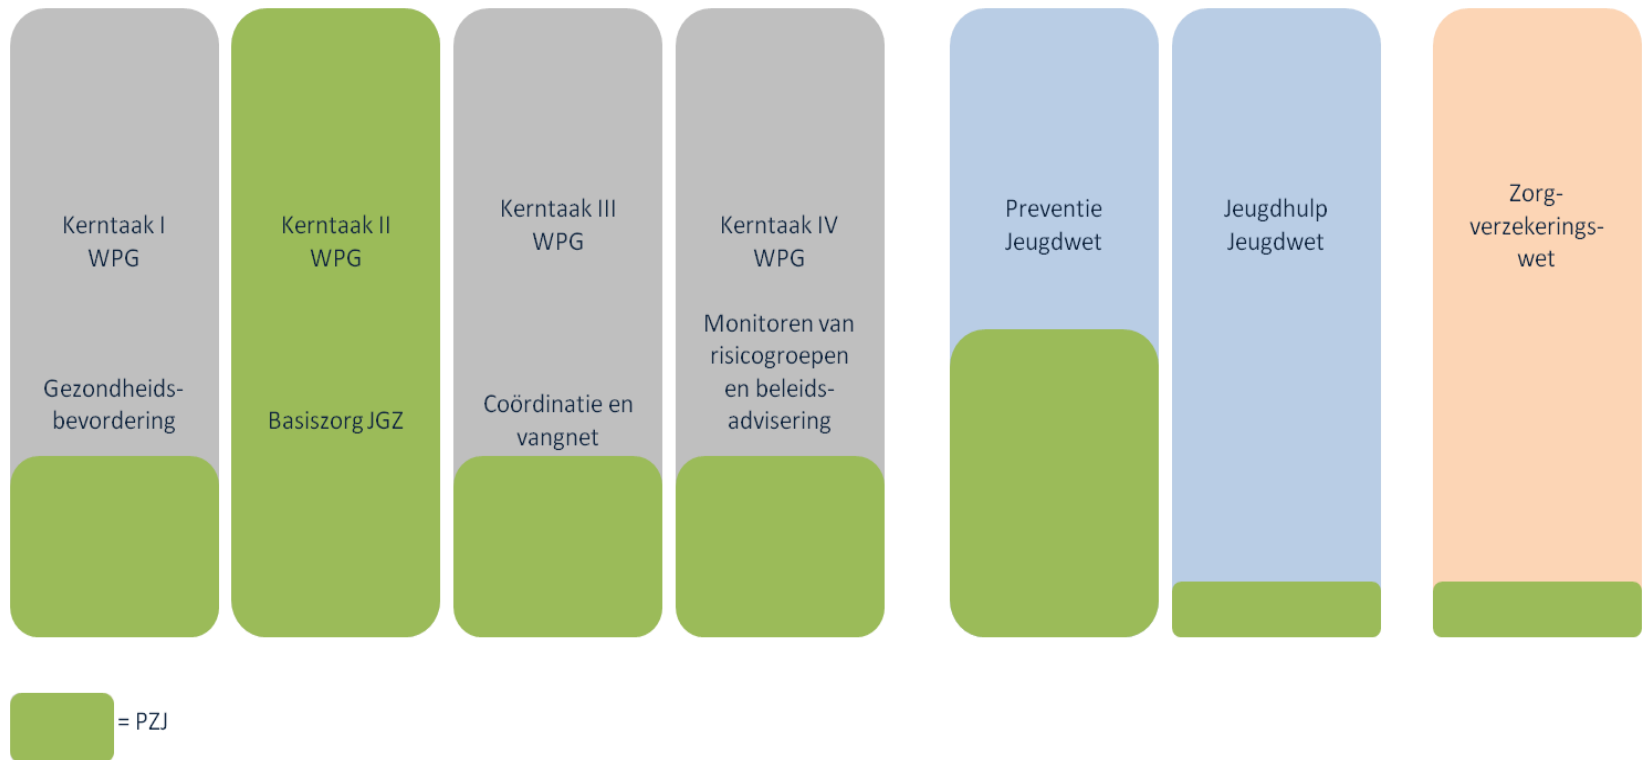 Kerntaak I
WPG
Gezondheids-
bevordering
Kerntaak II
WPG
Basiszorg JGZ
Kerntaak III
WPG
Coördinatie en
vangnet
Kerntaak IV
WPG
Monitoren van
risicogroepen
en beleids-
advisering
Preventie
Jeugdwet
Jeugdhulp
Jeugdwet
Zorg-
verzekerings-
wet
= PZJ